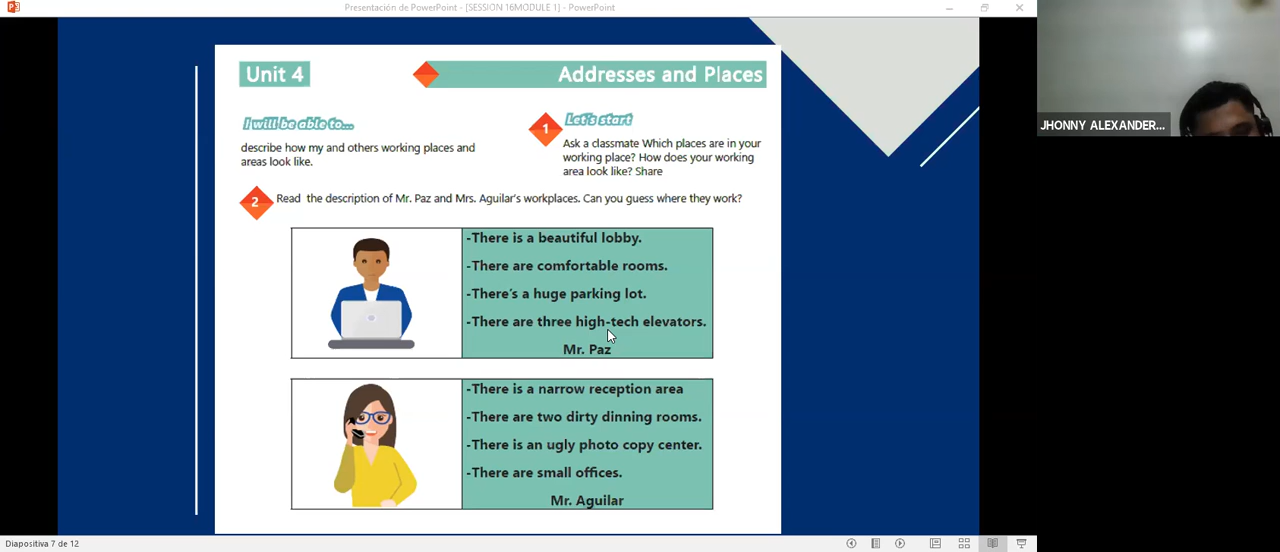 Presentación de PowerPoint - [SESSION 16MODULE 1] - PowerPoint
JHONNY ALEXANDER...
Unit 4
Addresses and Places
I will be able to...
describe how my and others working places and
areas look like.
1
Let's start
Ask a classmate Which places are in your
working place? How does your working
area look like? Share
2
Read the description of Mr. Paz and Mrs. Aguilar's workplaces. Can you guess where they work?
-There is a beautiful lobby.
-There are comfortable rooms.
-There's a huge parking lot.
-There are three high-tech elevators.
Mr. Paz
-There is a narrow reception area
-There are two dirty dinning rooms.
-There is an ugly photo copy center.
-There are small offices.
Mr. Aguilar
Diapositiva 7 de 12